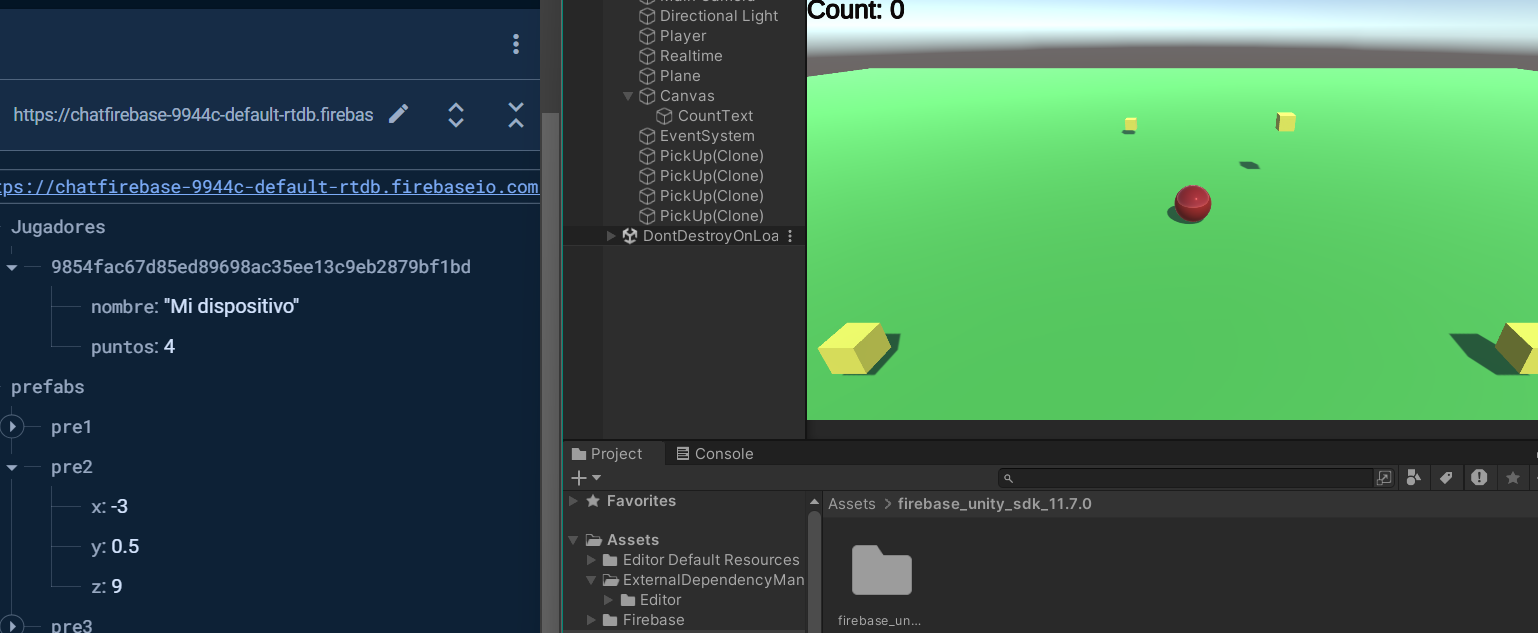 https://chatfirebase-9944c-default-rtdb.firebas
ps://chatfirebase-9944c-default-rtdb.firebaseio.com
Jugadores
9854fac67d85ed89698ac35ee13c9eb2879bf1bd
nombre: "Mi dispositivo"
puntos: 4
prefabs
pre1
pre2
x: -3
y: 0.5
z: 9
pre3
Directional Light
Player
Realtime
Plane
Canvas
CountText
EventSystem
PickUp(Clone)
PickUp(Clone)
PickUp(Clone)
PickUp(Clone)
DontDestroyOnLoa
Count: 0
Project
Console
Favorites
Assets
Editor Default Resources
ExternalDependencyMan
Editor
Firebase
Assets > firebase_unity_sdk_11.7.0
firebase_un...